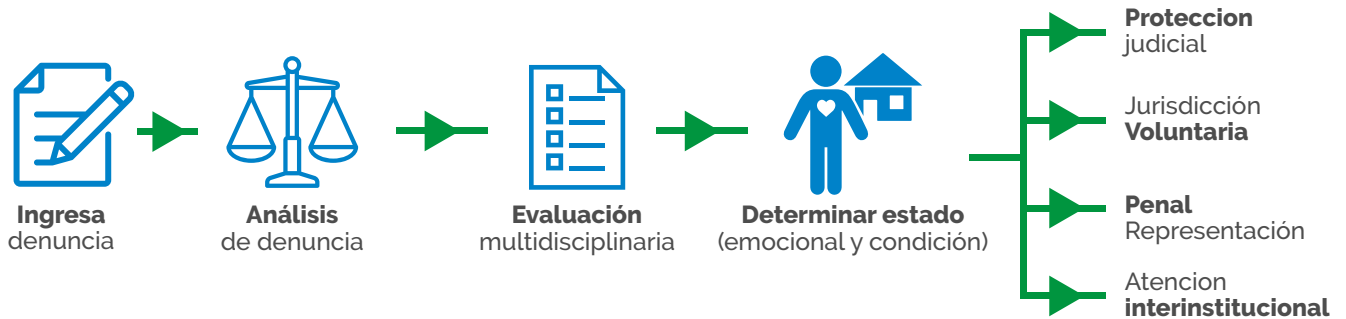 Ingresa
denuncia
Análisis
de denuncia
Evaluación
multidisciplinaria
Determinar estado
(emocional y condición)
Proteccion
judicial
Jurisdicción
Voluntaria
Penal
Representación
Atencion
interinstitucional